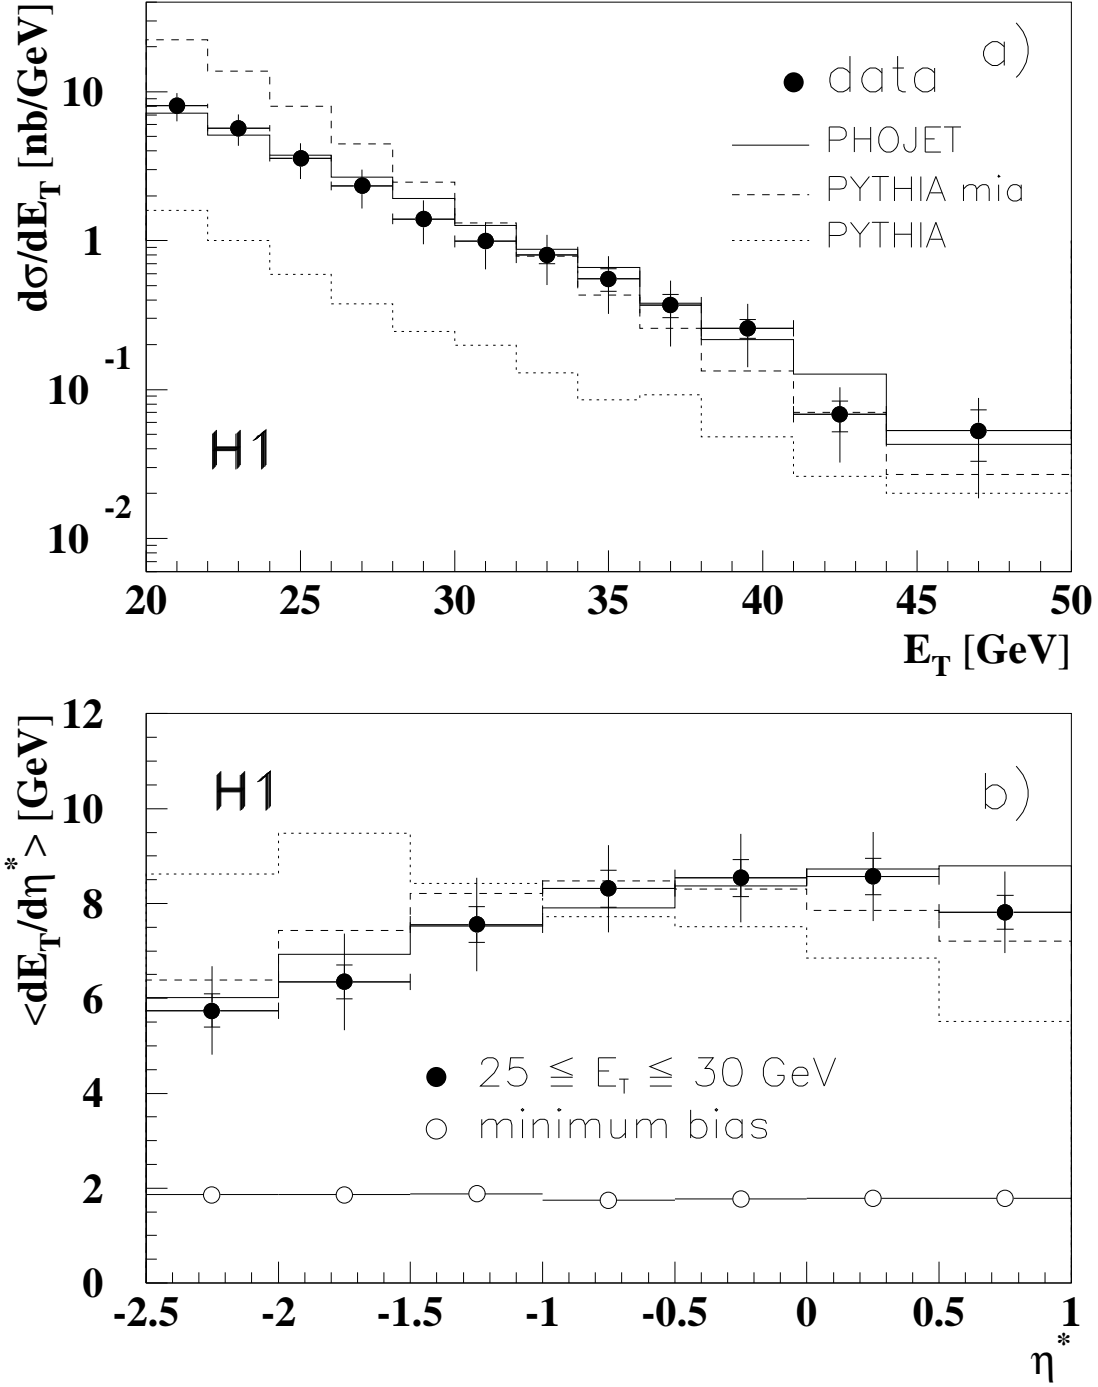 dσ/dE_T [nb/GeV]
10
1
10^-1
10^-2
a)
data
PHOJET
PYTHIA mia
PYTHIA
H1
20 25 30 35 40 45 50
E_T [GeV]
<dE_T/dη* > [GeV]
12
10
8
6
4
2
0
H1
b)
25 ≦ E_T ≦ 30 GeV
minimum bias
-2.5 -2 -1.5 -1 -0.5 0 0.5 1
η*